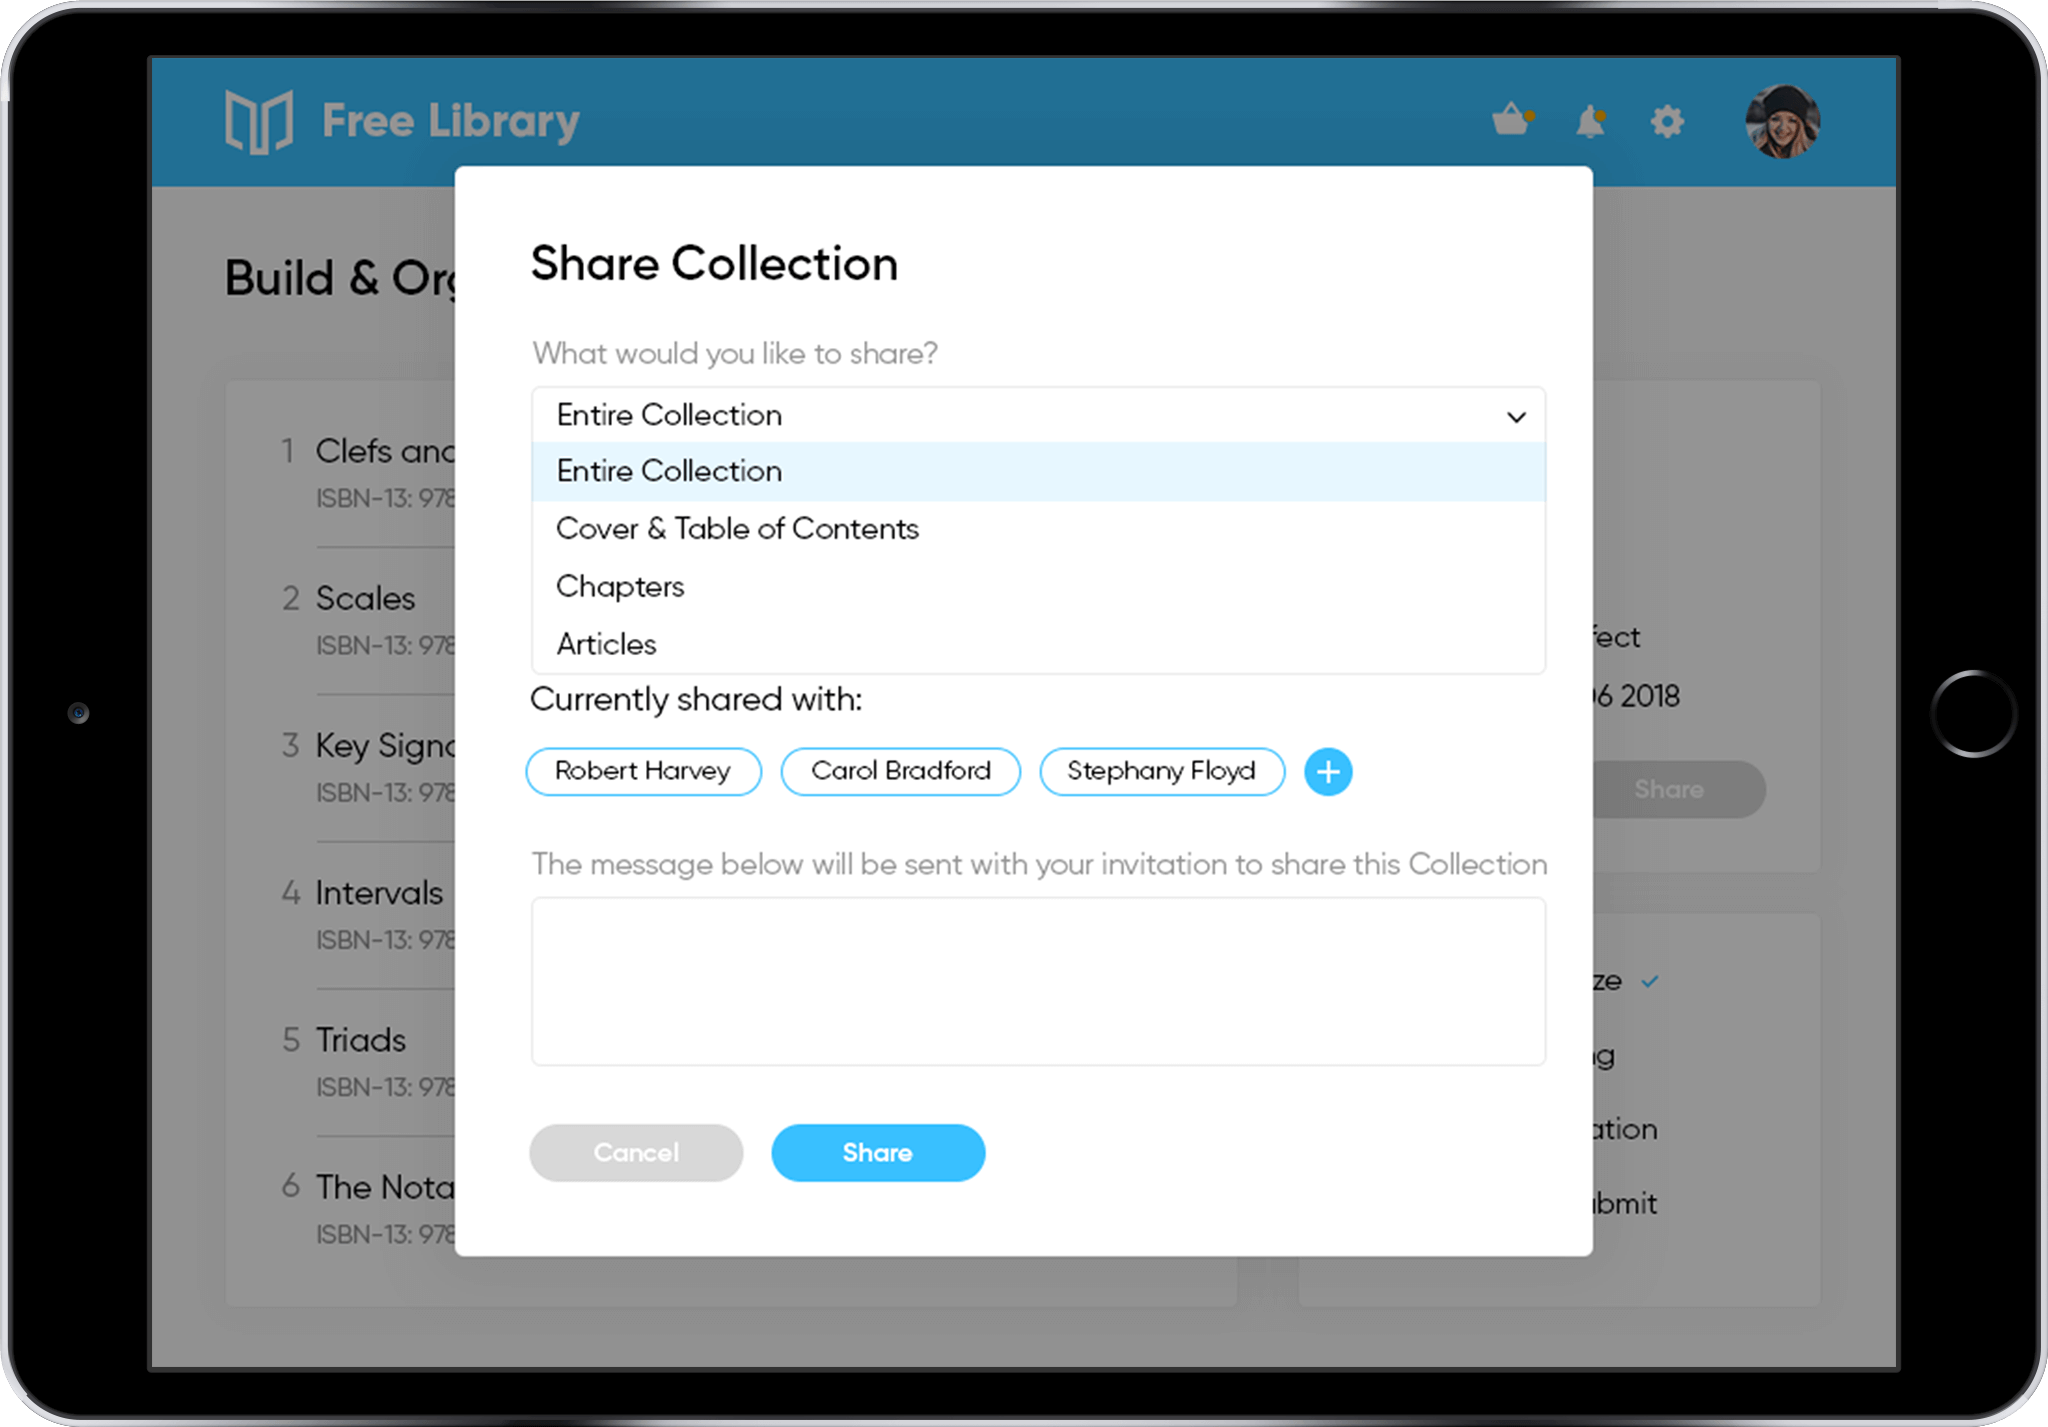 Free Library
Build & Org
Share Collection
What would you like to share?
Entire Collection
Entire Collection
Cover & Table of Contents
Chapters
Articles
Currently shared with:
Robert Harvey
Carol Bradford
Stephany Floyd
The message below will be sent with your invitation to share this Collection
Cancel
Share
1 Clefs and
ISBN-13: 978
2 Scales
ISBN-13: 978
3 Key Signa
ISBN-13: 978
4 Intervals
ISBN-13: 978
5 Triads
ISBN-13: 978
6 The Nota
ISBN-13: 978
fect
06 2018
Share
ze
ng
ation
ubmit